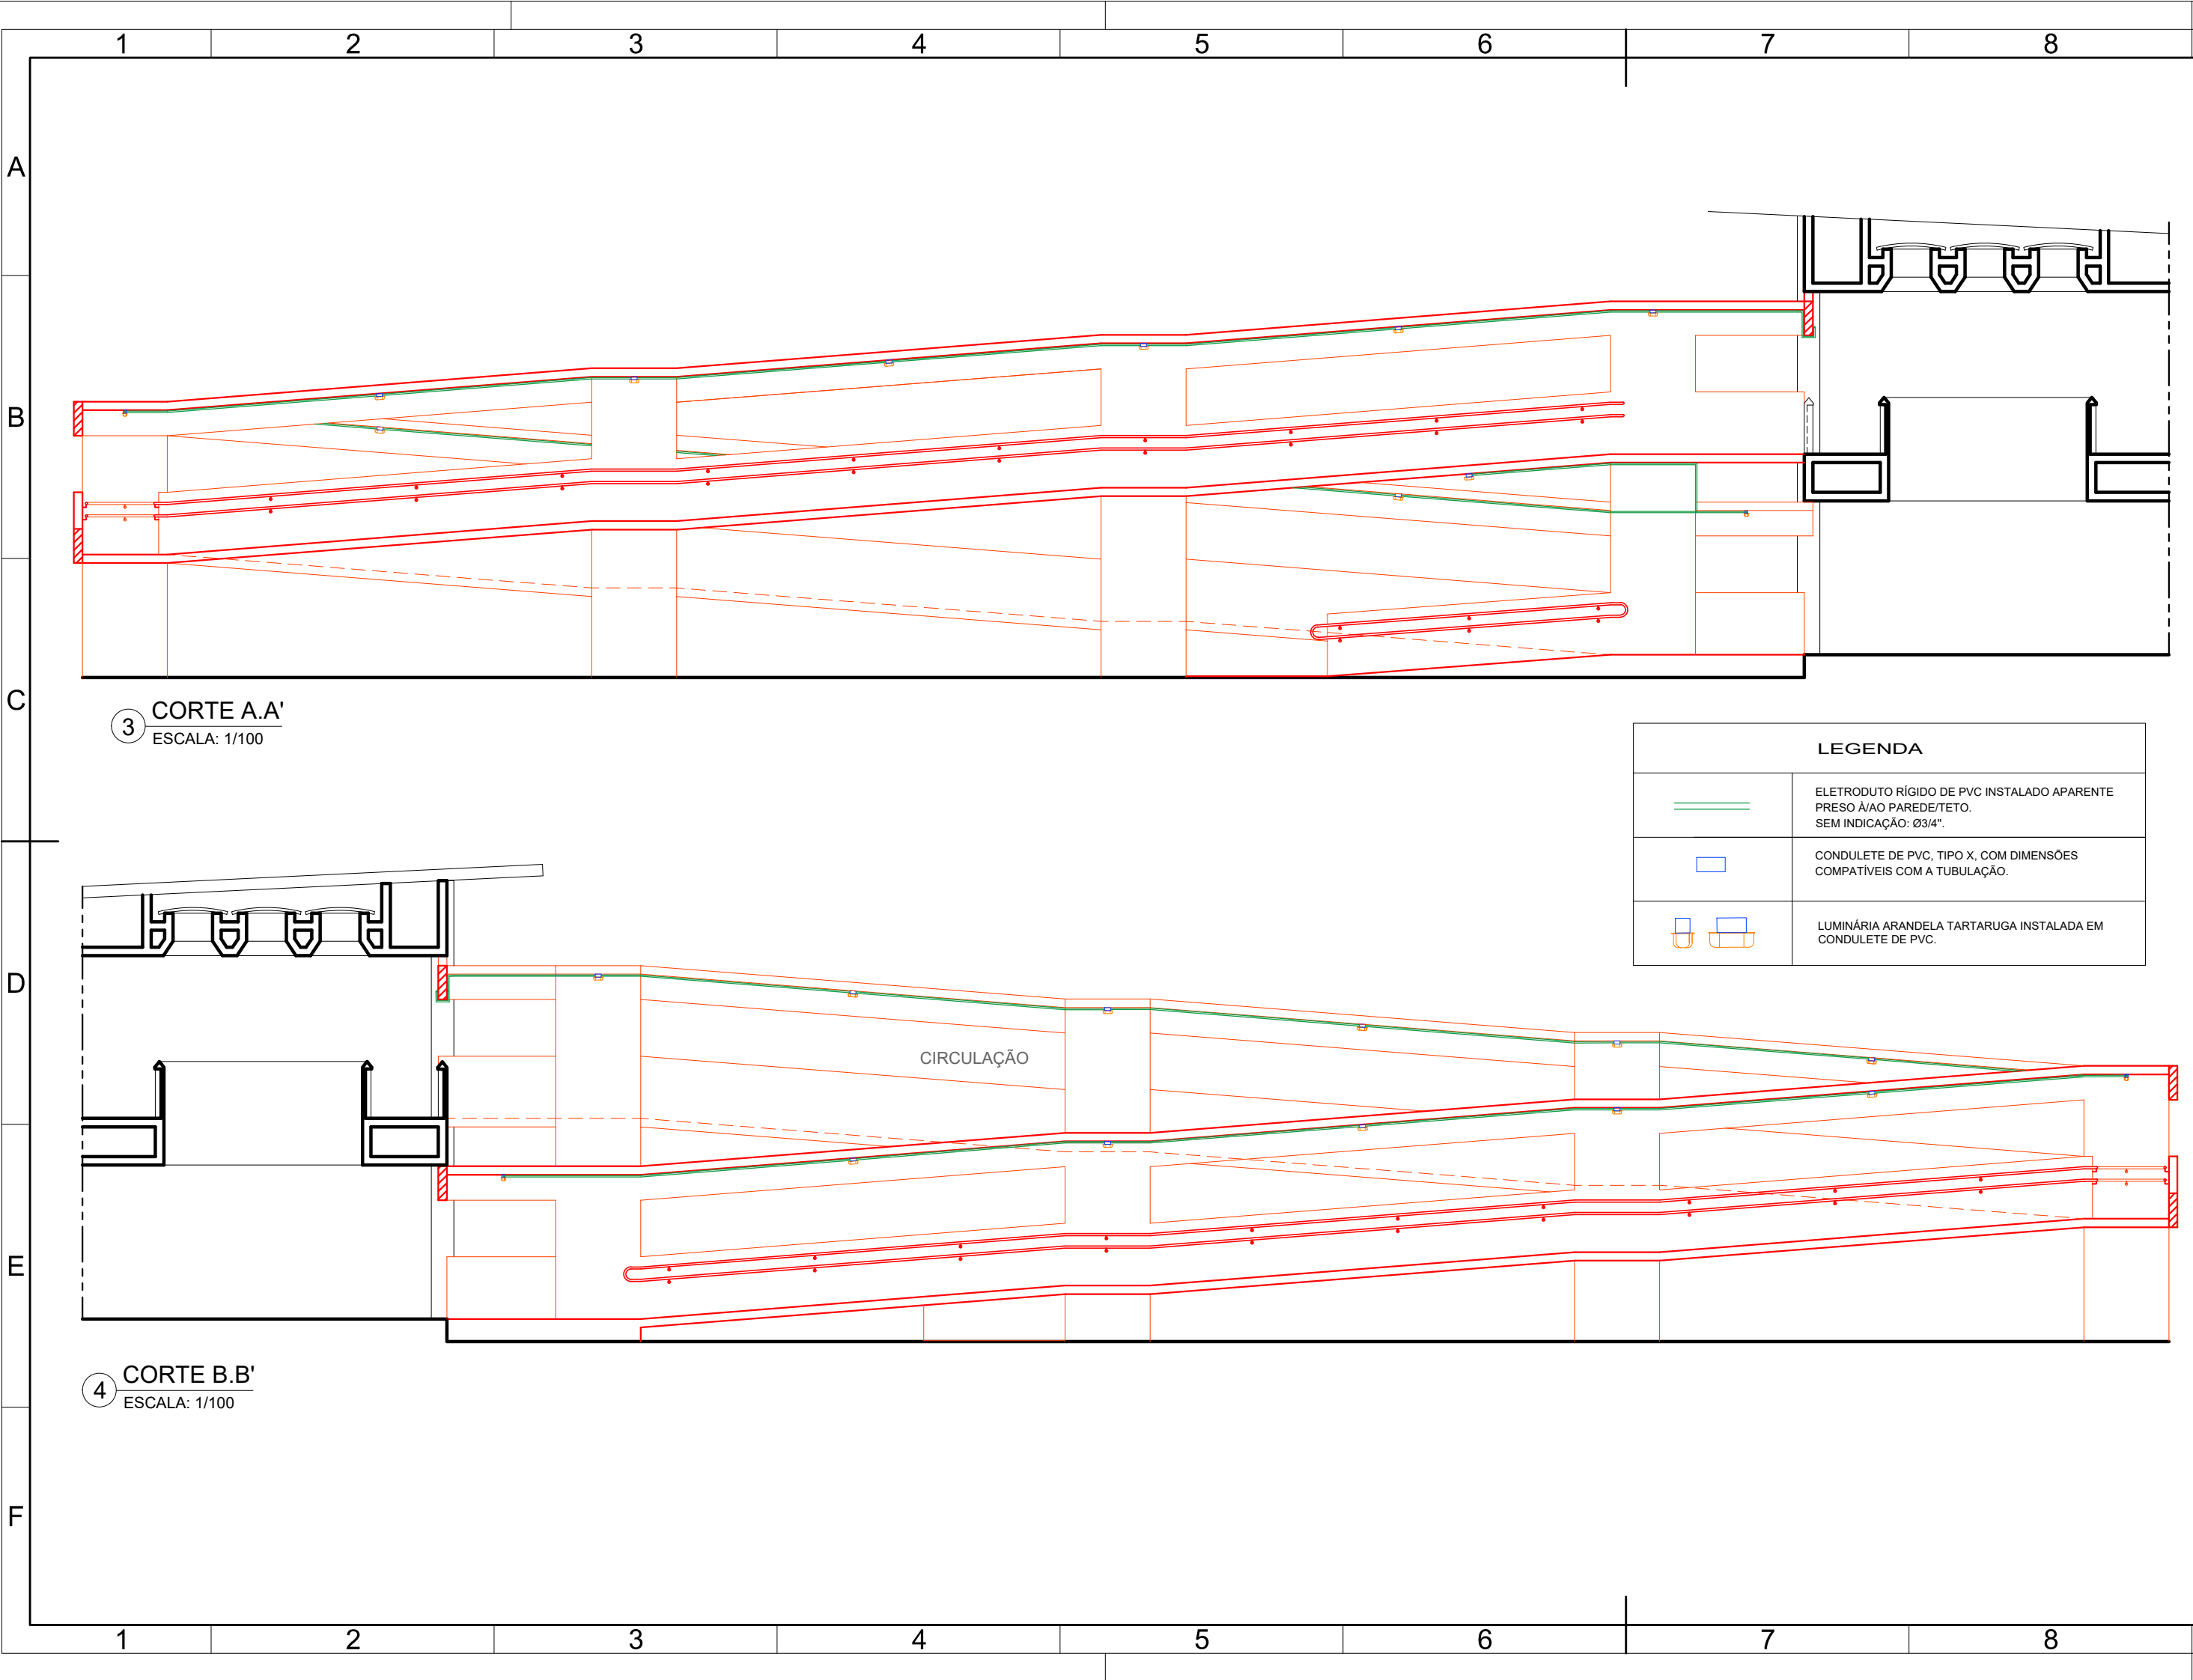 1 2 3 4 5 6 7 8
A
B
C
3 CORTE A.A'
ESCALA: 1/100
LEGENDA
ELETRODUTO RÍGIDO DE PVC INSTALADO APARENTE
PRESO À/AO PAREDE/TETO.
SEM INDICAÇÃO: Ø3/4".
CONDULETE DE PVC, TIPO X, COM DIMENSÕES
COMPATÍVEIS COM A TUBULAÇÃO.
LUMINÁRIA ARANDELA TARTARUGA INSTALADA EM
CONDULETE DE PVC.
D
CIRCULAÇÃO
E
4 CORTE B.B'
ESCALA: 1/100
F
1 2 3 4 5 6 7 8